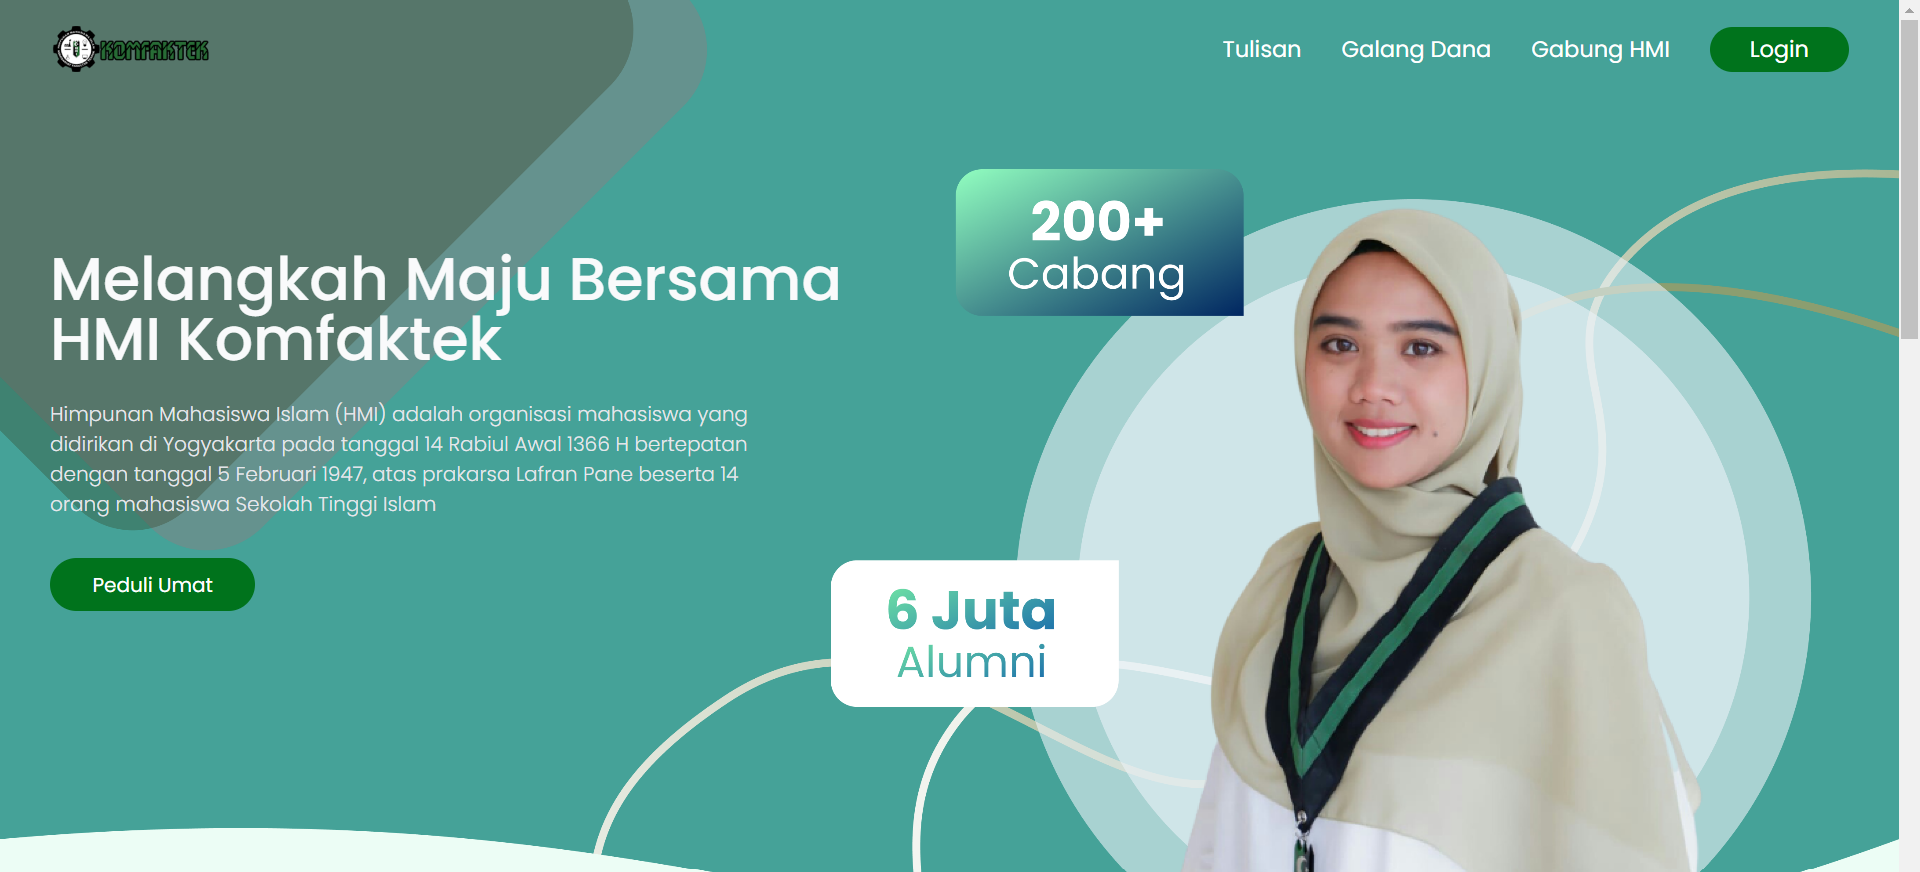 KOMFAKTEK
Tulisan
Galang Dana
Gabung HMI
Login
200+
Cabang
Melangkah Maju Bersama
HMI Komfaktek
Himpunan Mahasiswa Islam (HMI) adalah organisasi mahasiswa yang
didirikan di Yogyakarta pada tanggal 14 Rabiul Awal 1366 H bertepatan
dengan tanggal 5 Februari 1947, atas prakarsa Lafran Pane beserta 14
orang mahasiswa Sekolah Tinggi Islam
Peduli Umat
6 Juta
Alumni